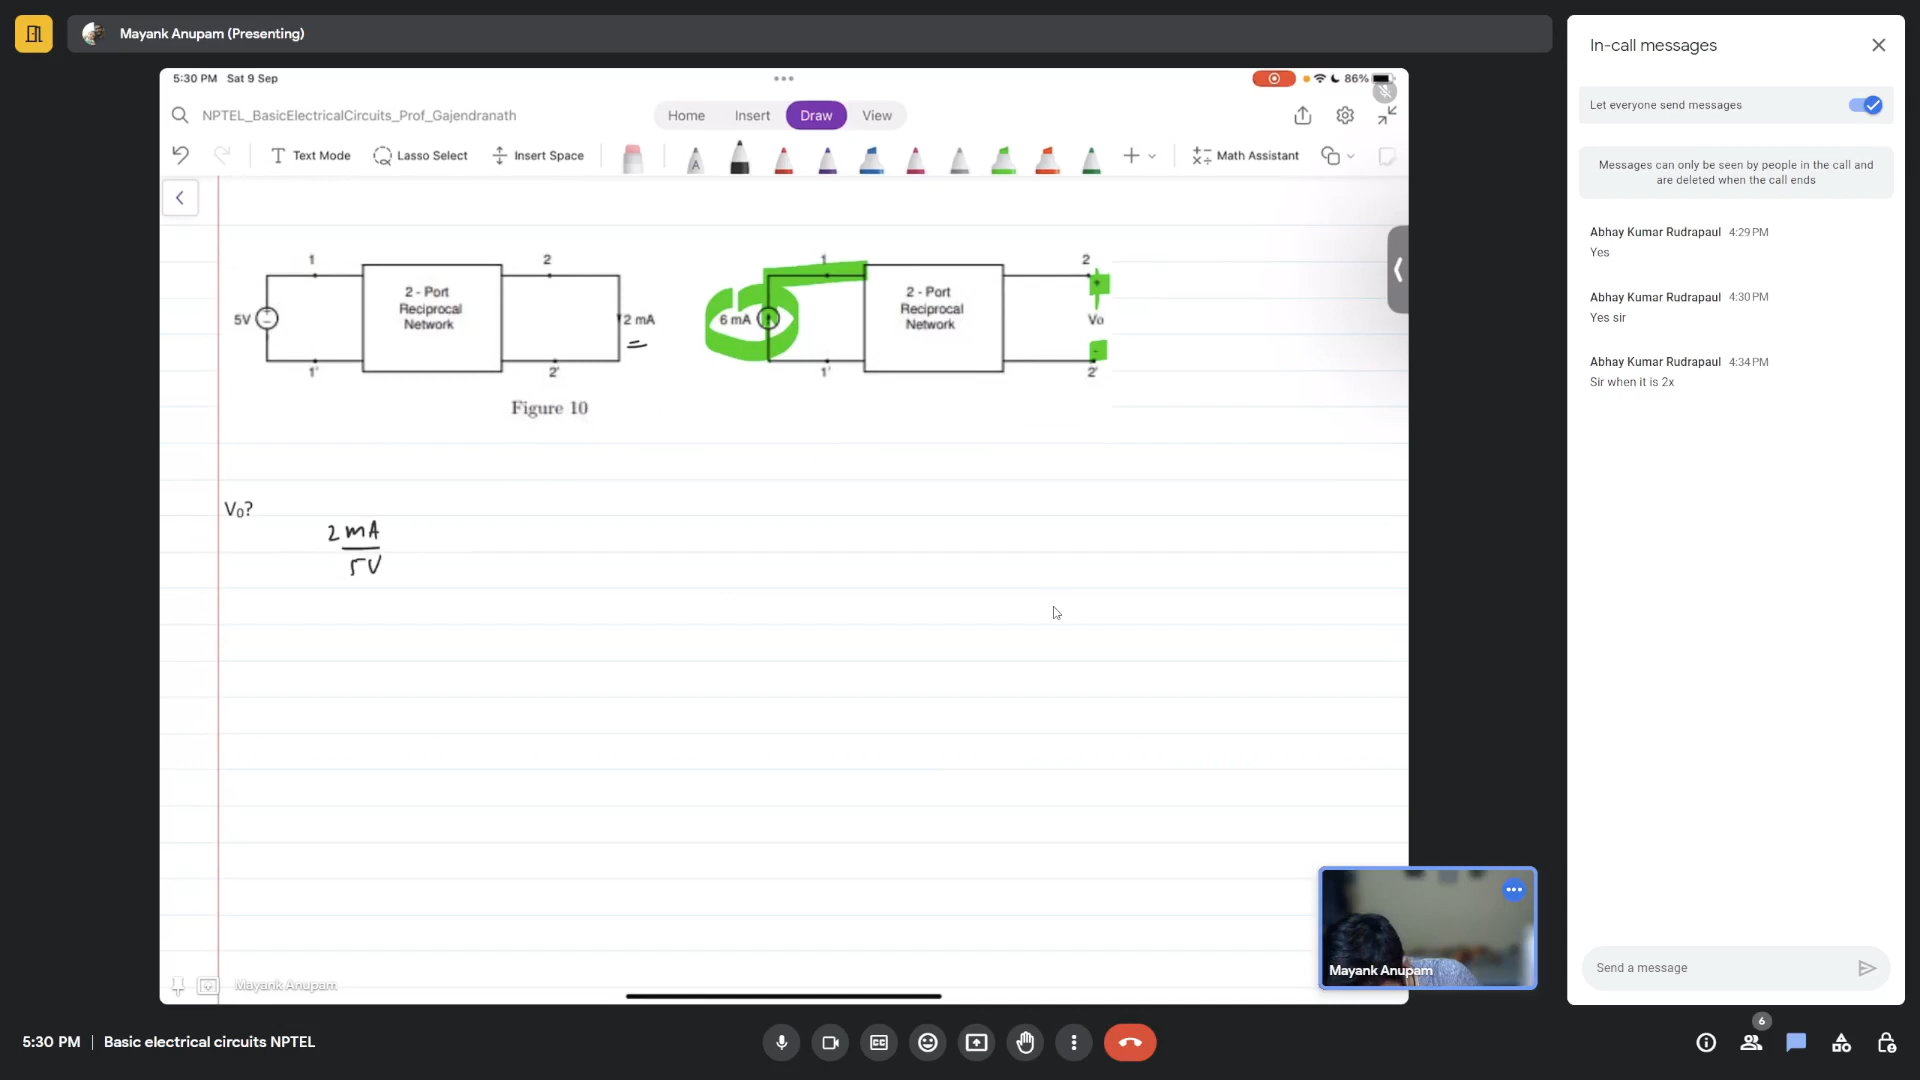 Mayank Anupam (Presenting)
5:30 PM Sat 9 Sep
86%
NPTEL_BasicElectricalCircuits_Prof_Gajendranath
Home Insert Draw View
Text Mode Lasso Select Insert Space A Math Assistant
1 2 1 2
5V 2 - Port Reciprocal Network 2 mA 6 mA 2 - Port Reciprocal Network + Vo -
1' 2' 1' 2'
Figure 10
V₀?
2 mA
5V
Mayank Anupam
Mayank Anupam
In-call messages
Let everyone send messages
Messages can only be seen by people in the call and
are deleted when the call ends
Abhay Kumar Rudrapaul 4:29 PM
Yes
Abhay Kumar Rudrapaul 4:30 PM
Yes sir
Abhay Kumar Rudrapaul 4:34 PM
Sir when it is 2x
Send a message
5:30 PM | Basic electrical circuits NPTEL
CC
6